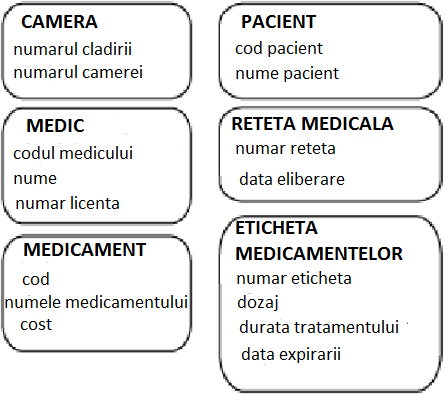 CAMERA
numarul cladirii
numarul camerei
PACIENT
cod pacient
nume pacient
MEDIC
codul medicului
nume
numar licenta
RETETA MEDICALA
numar reteta
data eliberare
MEDICAMENT
cod
numele medicamentului
cost
ETICHETA
MEDICAMENTELOR
numar eticheta
dozaj
durata tratamentului
data expirarii